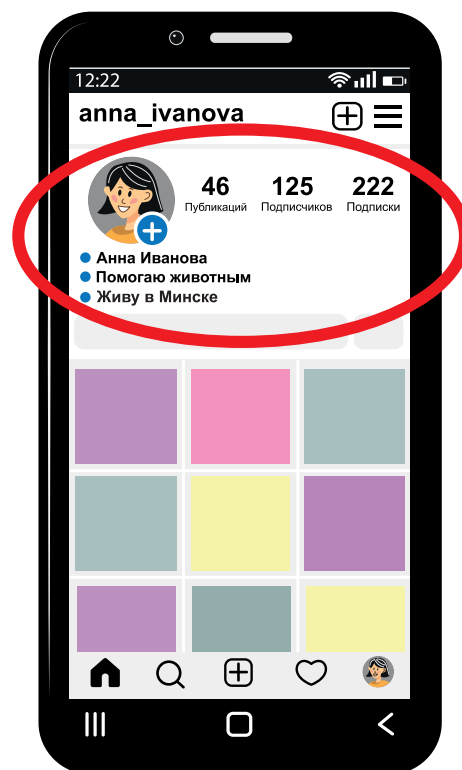 12:22
anna_ivanova
46 125 222
Публикаций Подписчиков Подписки
Анна Иванова
Помогаю животным
Живу в Минске